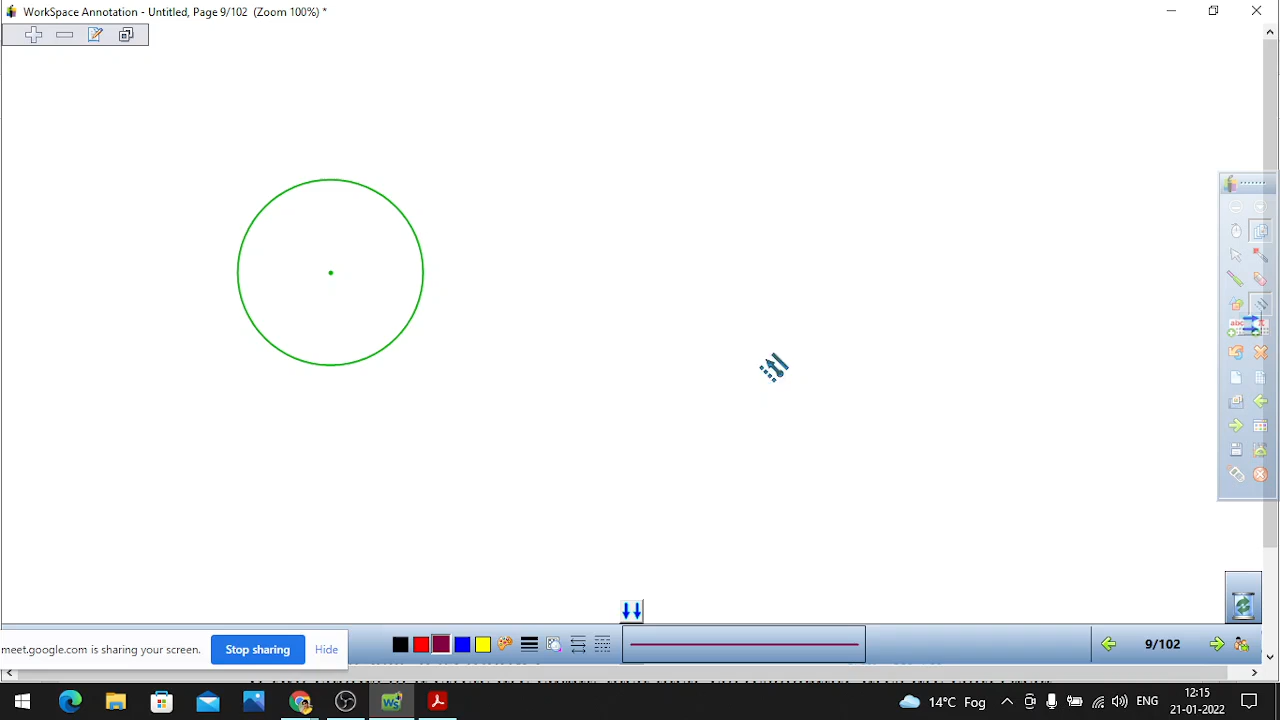 WorkSpace Annotation - Untitled, Page 9/102 (Zoom 100%) *
abc π
meet.google.com is sharing your screen. Stop sharing Hide
9/102
14°C Fog
ENG
12:15
21-01-2022